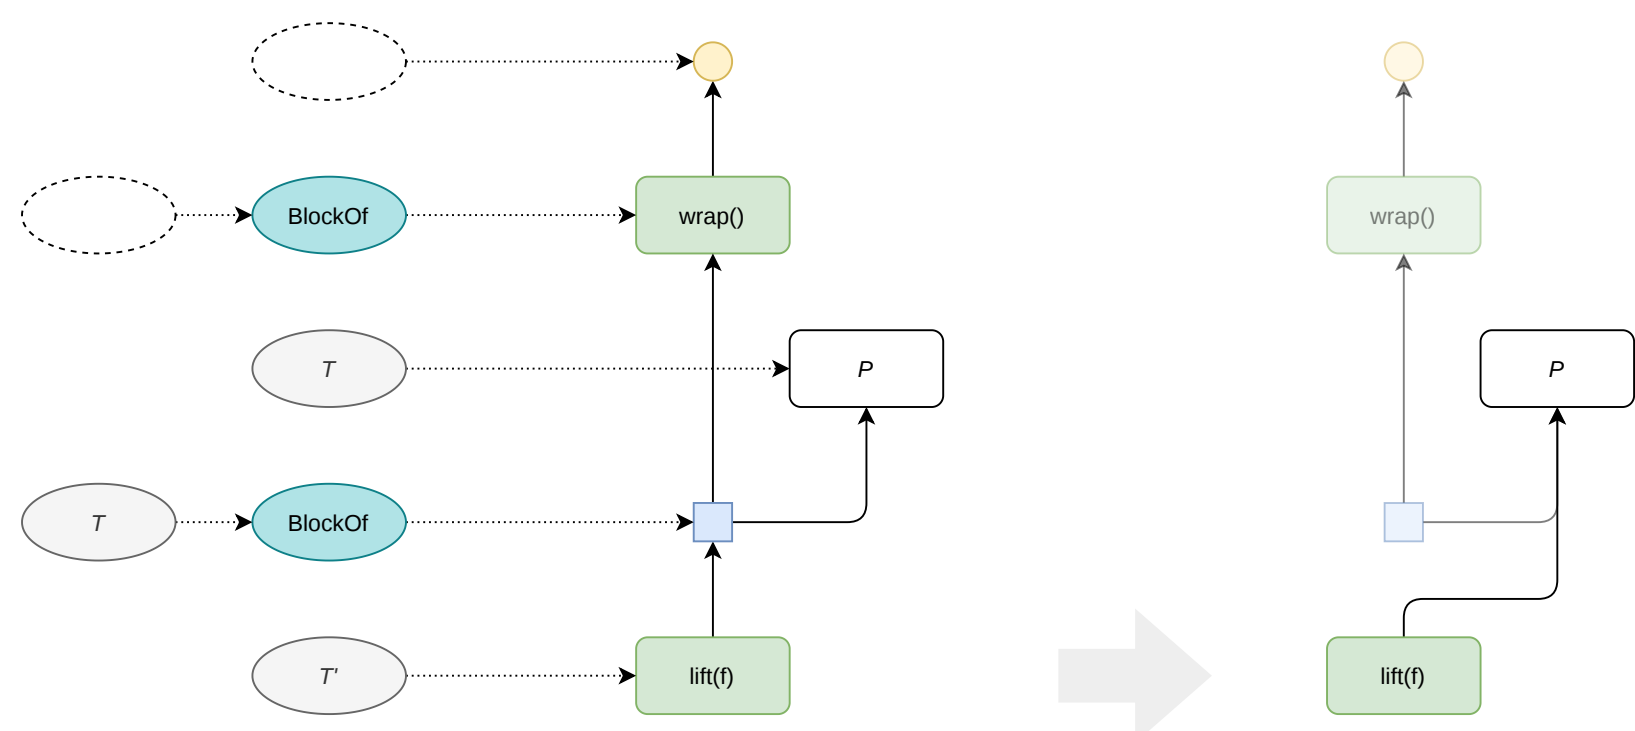 BlockOf
wrap()
wrap()
T
P
P
T
BlockOf
T'
lift(f)
lift(f)